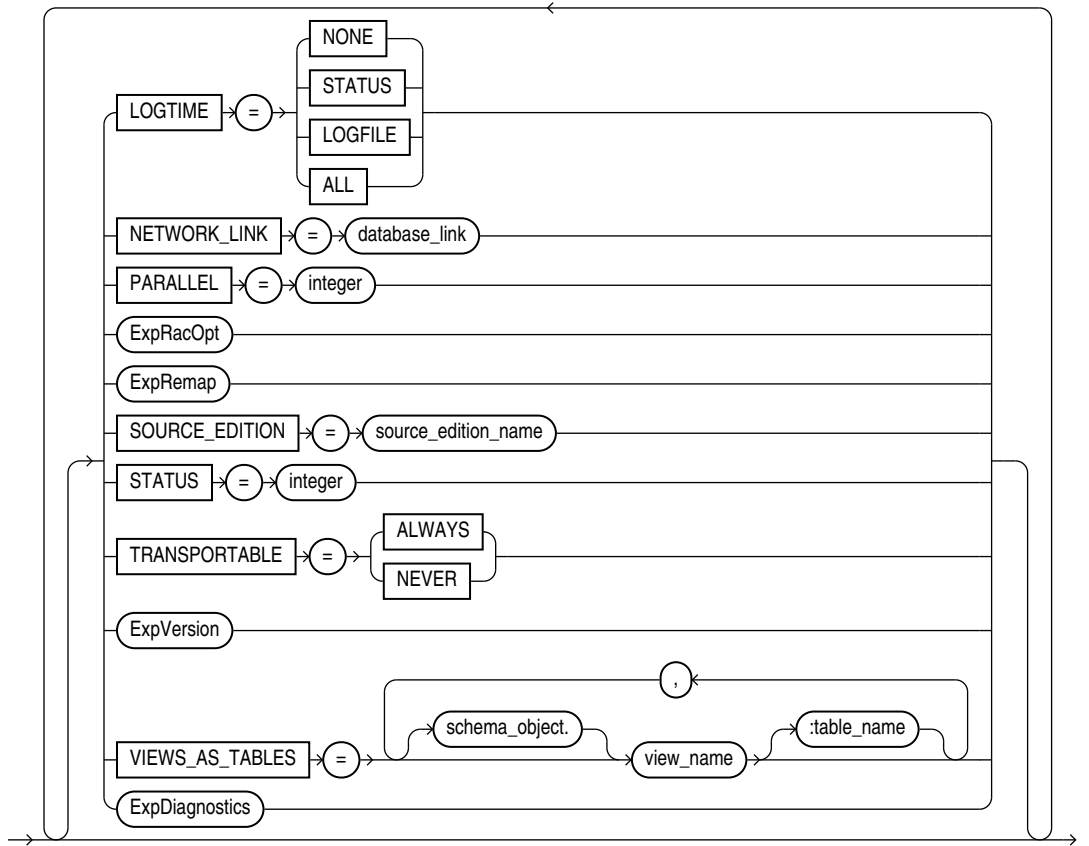 NONE
STATUS
LOGTIME =
LOGFILE
ALL
NETWORK_LINK = database_link
PARALLEL = integer
ExpRacOpt
ExpRemap
SOURCE_EDITION = source_edition_name
STATUS = integer
ALWAYS
TRANSPORTABLE =
NEVER
ExpVersion
,
schema_object. :table_name
VIEWS_AS_TABLES = view_name
ExpDiagnostics